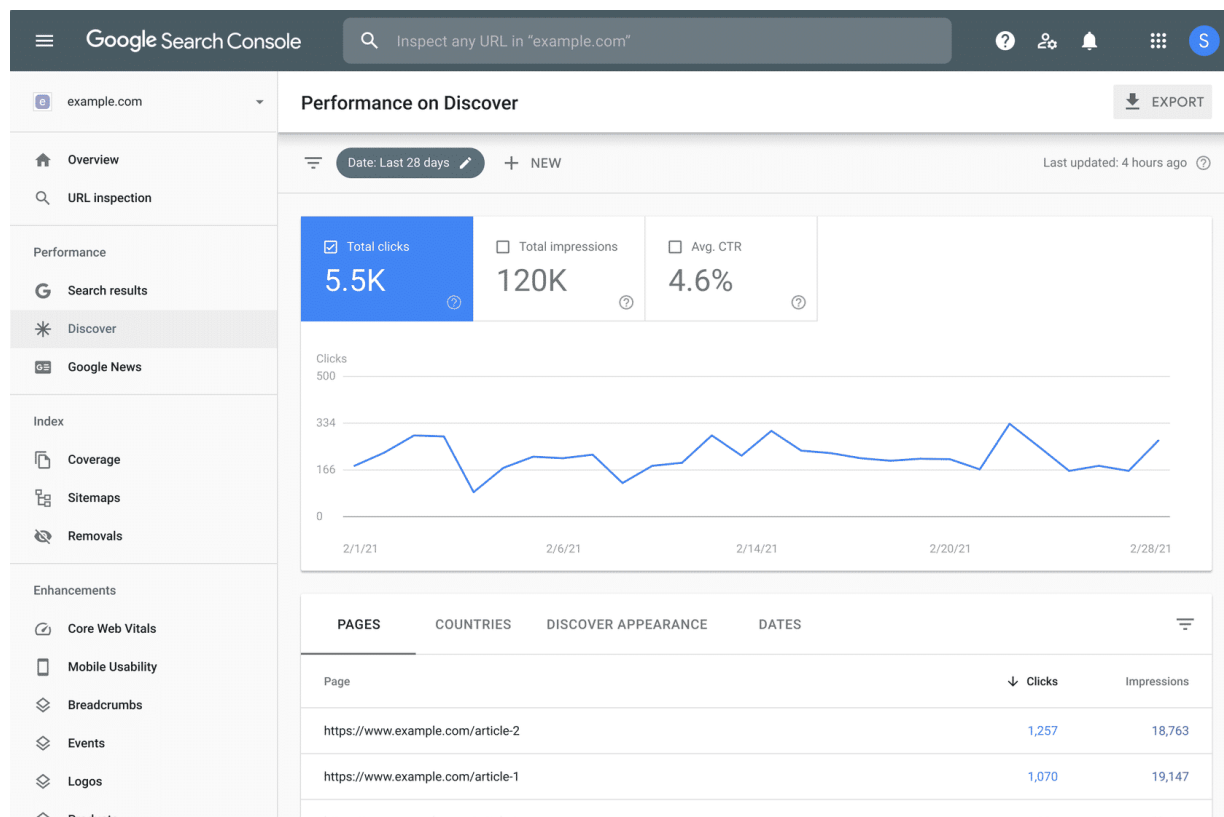 Google Search Console
Inspect any URL in “example.com”
S
e
example.com
Overview
URL inspection
Performance
G
Search results
Discover
GE
Google News
Index
Coverage
Sitemaps
Removals
Enhancements
Core Web Vitals
Mobile Usability
Breadcrumbs
Events
Logos
Performance on Discover
EXPORT
Date: Last 28 days
NEW
Last updated: 4 hours ago
Total clicks
5.5K
Total impressions
120K
Avg. CTR
4.6%
Clicks
500
334
166
0
2/1/21 2/6/21 2/14/21 2/20/21 2/28/21
PAGES COUNTRIES DISCOVER APPEARANCE DATES
Page Clicks Impressions
https://www.example.com/article-2 1,257 18,763
https://www.example.com/article-1 1,070 19,147